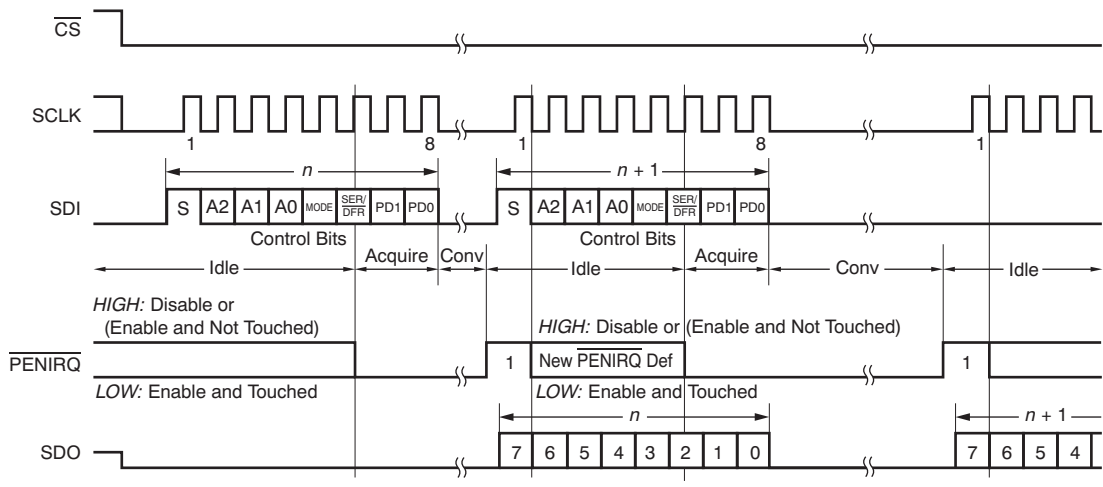 CS
SCLK
1 8 1 8 1
n n + 1
SDI S A2 A1 A0 MODE SER/DFR PD1 PD0 S A2 A1 A0 MODE SER/DFR PD1 PD0
Control Bits Control Bits
Idle Acquire Conv Idle Acquire Conv Idle
HIGH: Disable or
(Enable and Not Touched) HIGH: Disable or (Enable and Not Touched)
PENIRQ 1 New PENIRQ Def 1
LOW: Enable and Touched LOW: Enable and Touched
n n + 1
SDO 7 6 5 4 3 2 1 0 7 6 5 4